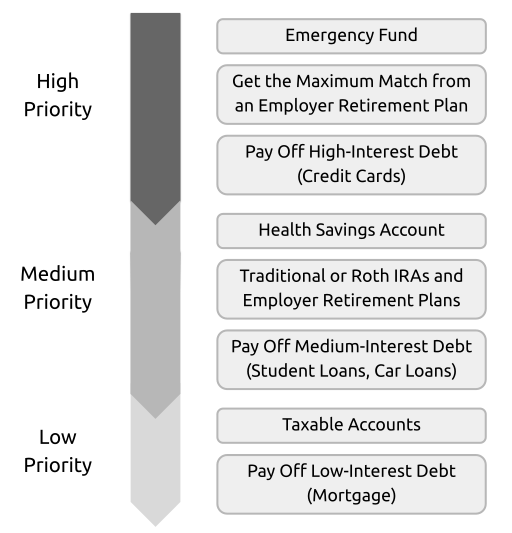 High
Priority
Emergency Fund
Get the Maximum Match from
an Employer Retirement Plan
Pay Off High-Interest Debt
(Credit Cards)
Medium
Priority
Health Savings Account
Traditional or Roth IRAs and
Employer Retirement Plans
Pay Off Medium-Interest Debt
(Student Loans, Car Loans)
Low
Priority
Taxable Accounts
Pay Off Low-Interest Debt
(Mortgage)